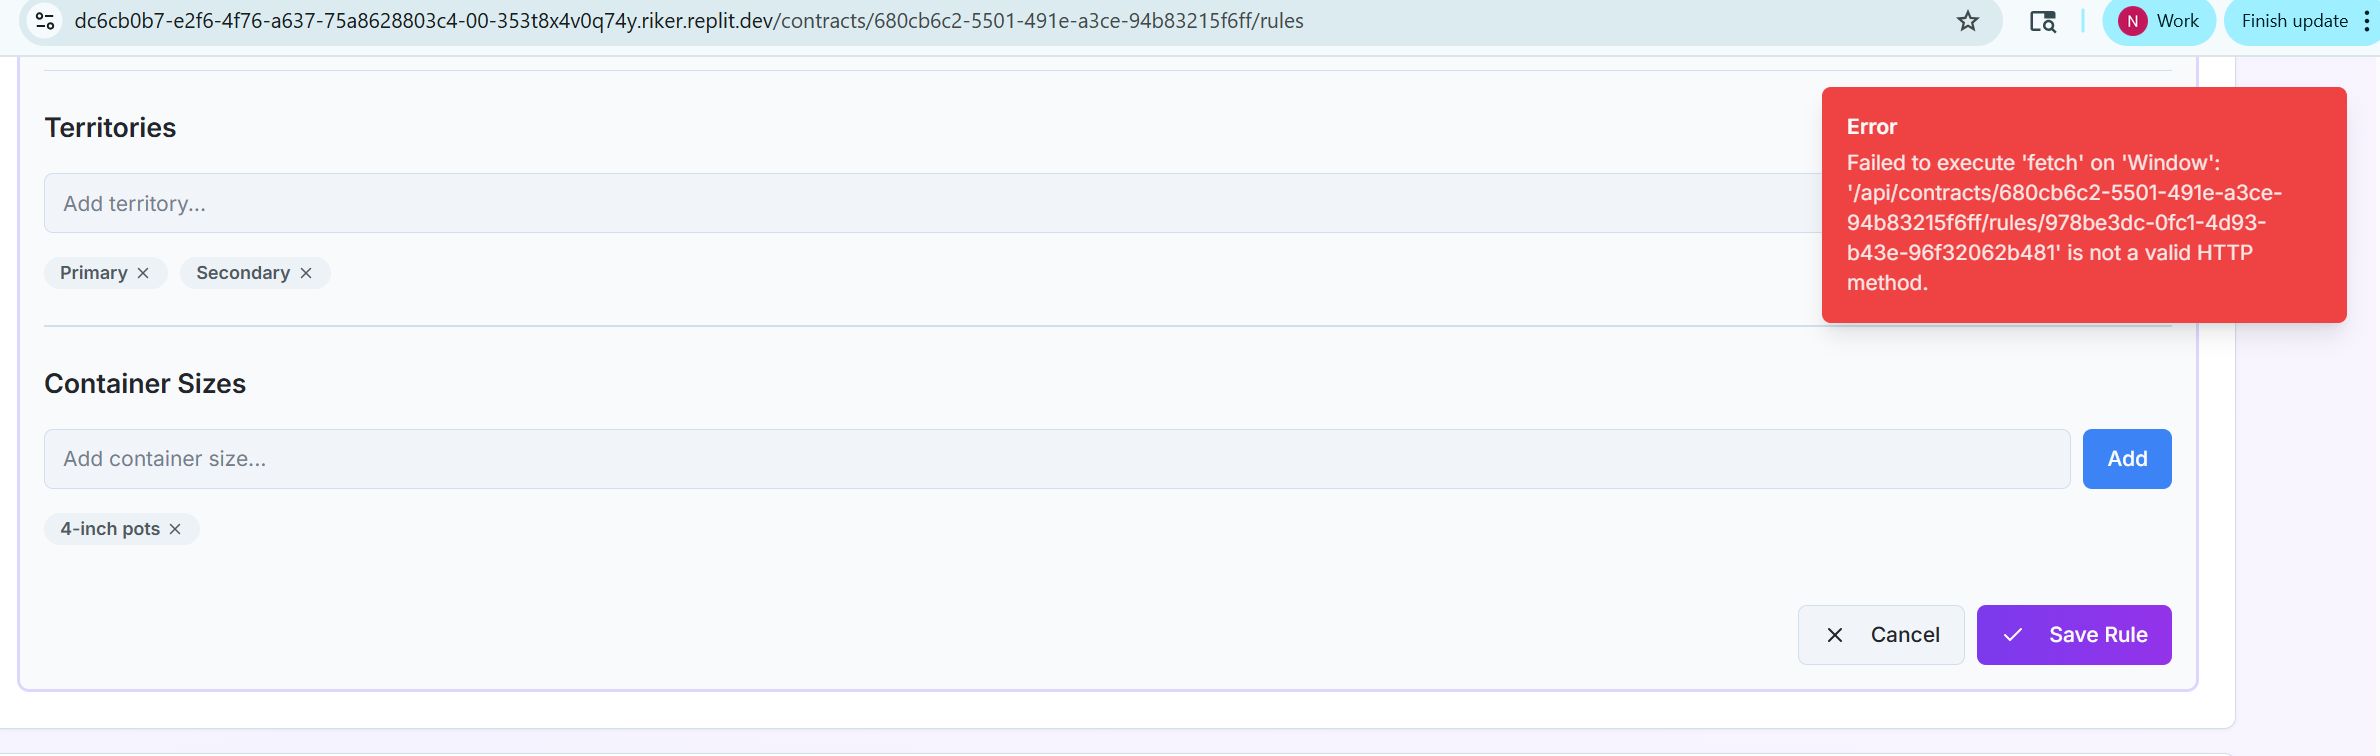 dc6cb0b7-e2f6-4f76-a637-75a8628803c4-00-353t8x4v0q74y.riker.replit.dev/contracts/680cb6c2-5501-491e-a3ce-94b83215f6ff/rules
N Work
Finish update
Territories
Add territory...
Primary
Secondary
Error
Failed to execute 'fetch' on 'Window':
'/api/contracts/680cb6c2-5501-491e-a3ce-
94b83215f6ff/rules/978be3dc-0fc1-4d93-
b43e-96f32062b481' is not a valid HTTP
method.
Container Sizes
Add container size...
Add
4-inch pots
Cancel
Save Rule